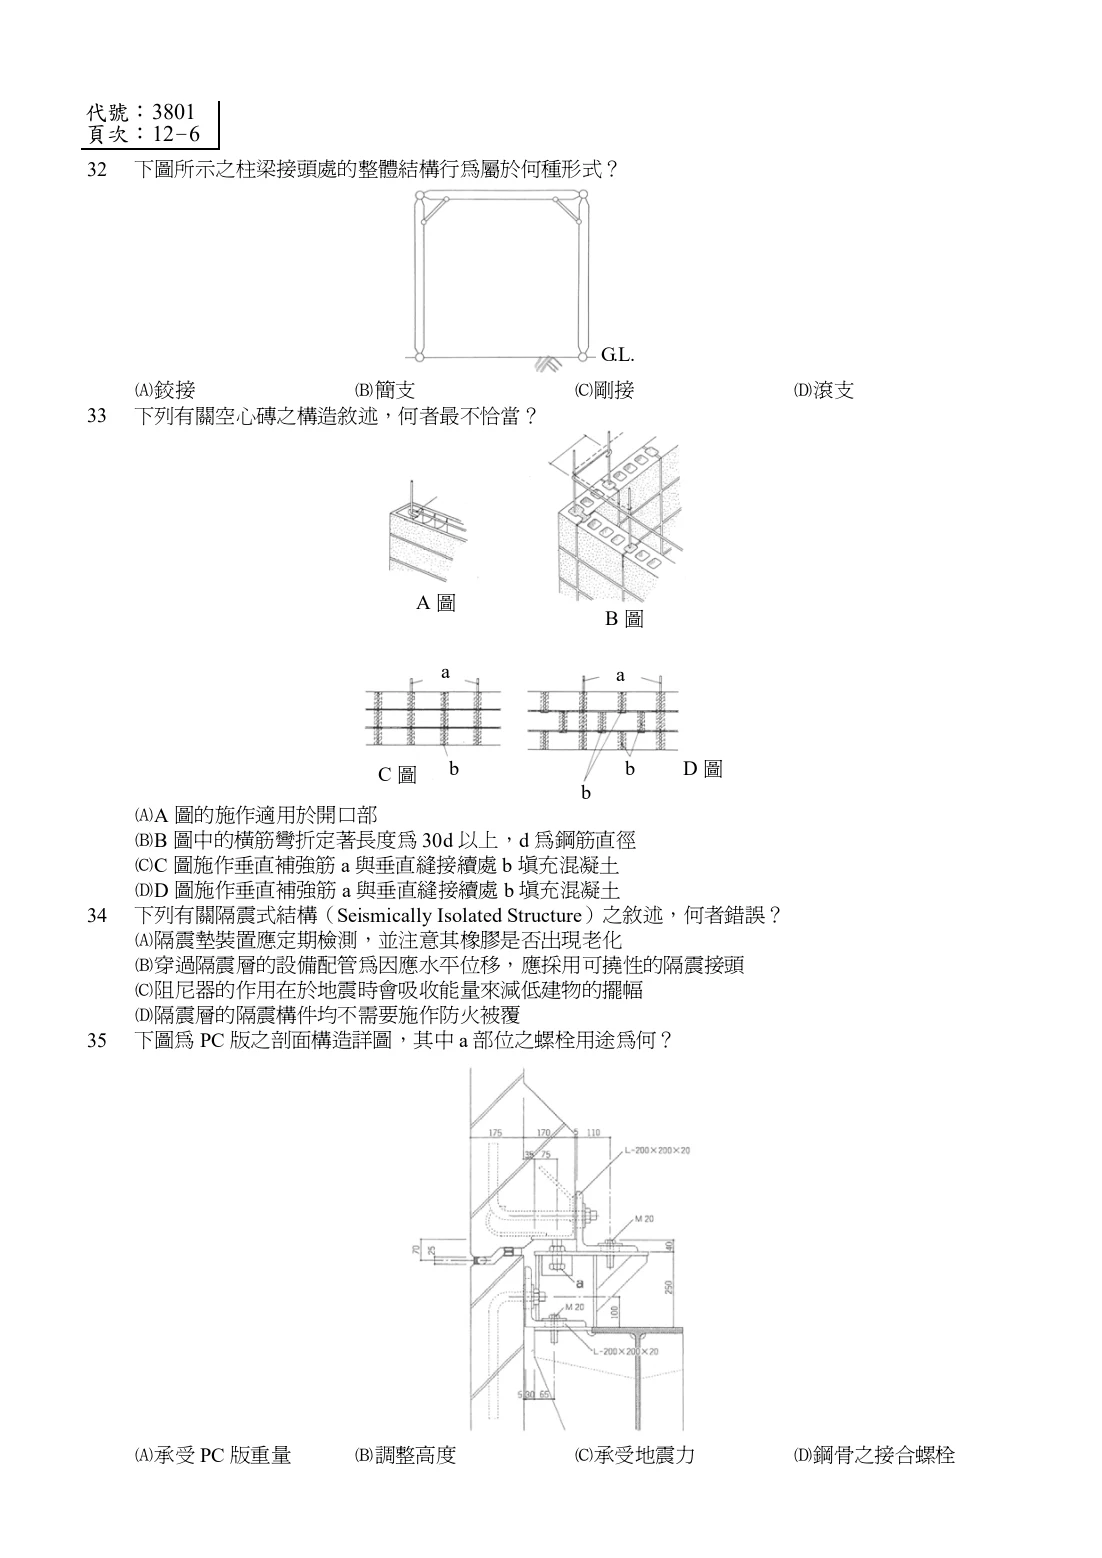 代號：3801
頁次：12－6
32 下圖所示之柱梁接頭處的整體結構行為屬於何種形式？
G.L.
(A)鉸接 (B)簡支 (C)剛接 (D)滾支
33 下列有關空心磚之構造敘述，何者最不恰當？
A 圖
B 圖
a
a
C 圖
b
b
D 圖
b
(A)A 圖的施作適用於開口部
(B)B 圖中的橫筋彎折定著長度為 30d 以上，d 為鋼筋直徑
(C)C 圖施作垂直補強筋 a 與垂直縫接續處 b 填充混凝土
(D)D 圖施作垂直補強筋 a 與垂直縫接續處 b 填充混凝土
34 下列有關隔震式結構（Seismically Isolated Structure）之敘述，何者錯誤？
(A)隔震墊裝置應定期檢測，並注意其橡膠是否出現老化
(B)穿過隔震層的設備配管為因應水平位移，應採用可撓性的隔震接頭
(C)阻尼器的作用在於地震時會吸收能量來減低建物的擺幅
(D)隔震層的隔震構件均不需要施作防火被覆
35 下圖為 PC 版之剖面構造詳圖，其中 a 部位之螺栓用途為何？
175 170 5 110
35 75
L-200×200×20
M 20
70
25
40
a
250
M 20
100
L-200×200×20
5 30 65
(A)承受 PC 版重量 (B)調整高度 (C)承受地震力 (D)鋼骨之接合螺栓